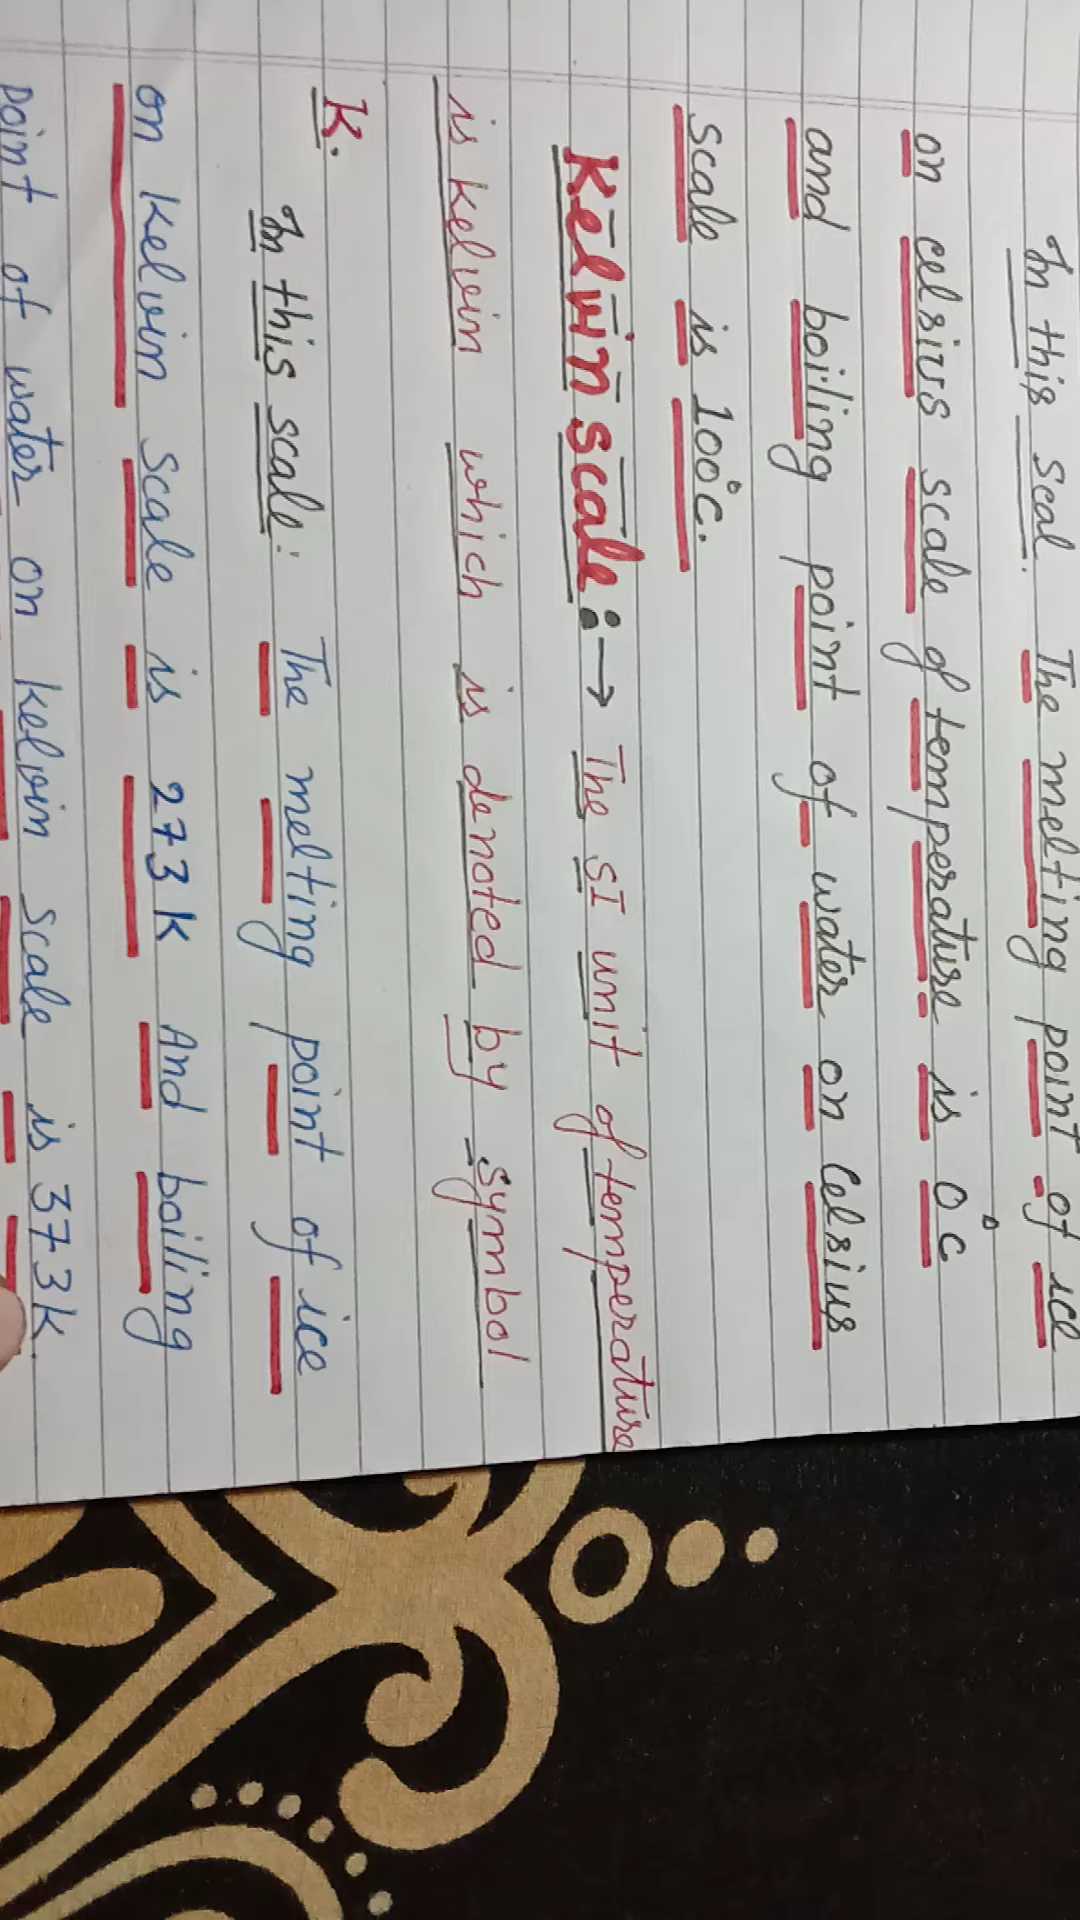 In this scal. The melting point of ice
on celsius scale of temperature is 0°c
and boiling point of water on Celsius
scale is 100°c.
Kelvin scale:→ The SI unit of temperature
is kelvin which is denoted by symbol
K.
In this scale: The melting point of ice
on Kelvin scale is 273K And boiling
point of water on kelvin scale is 373K.